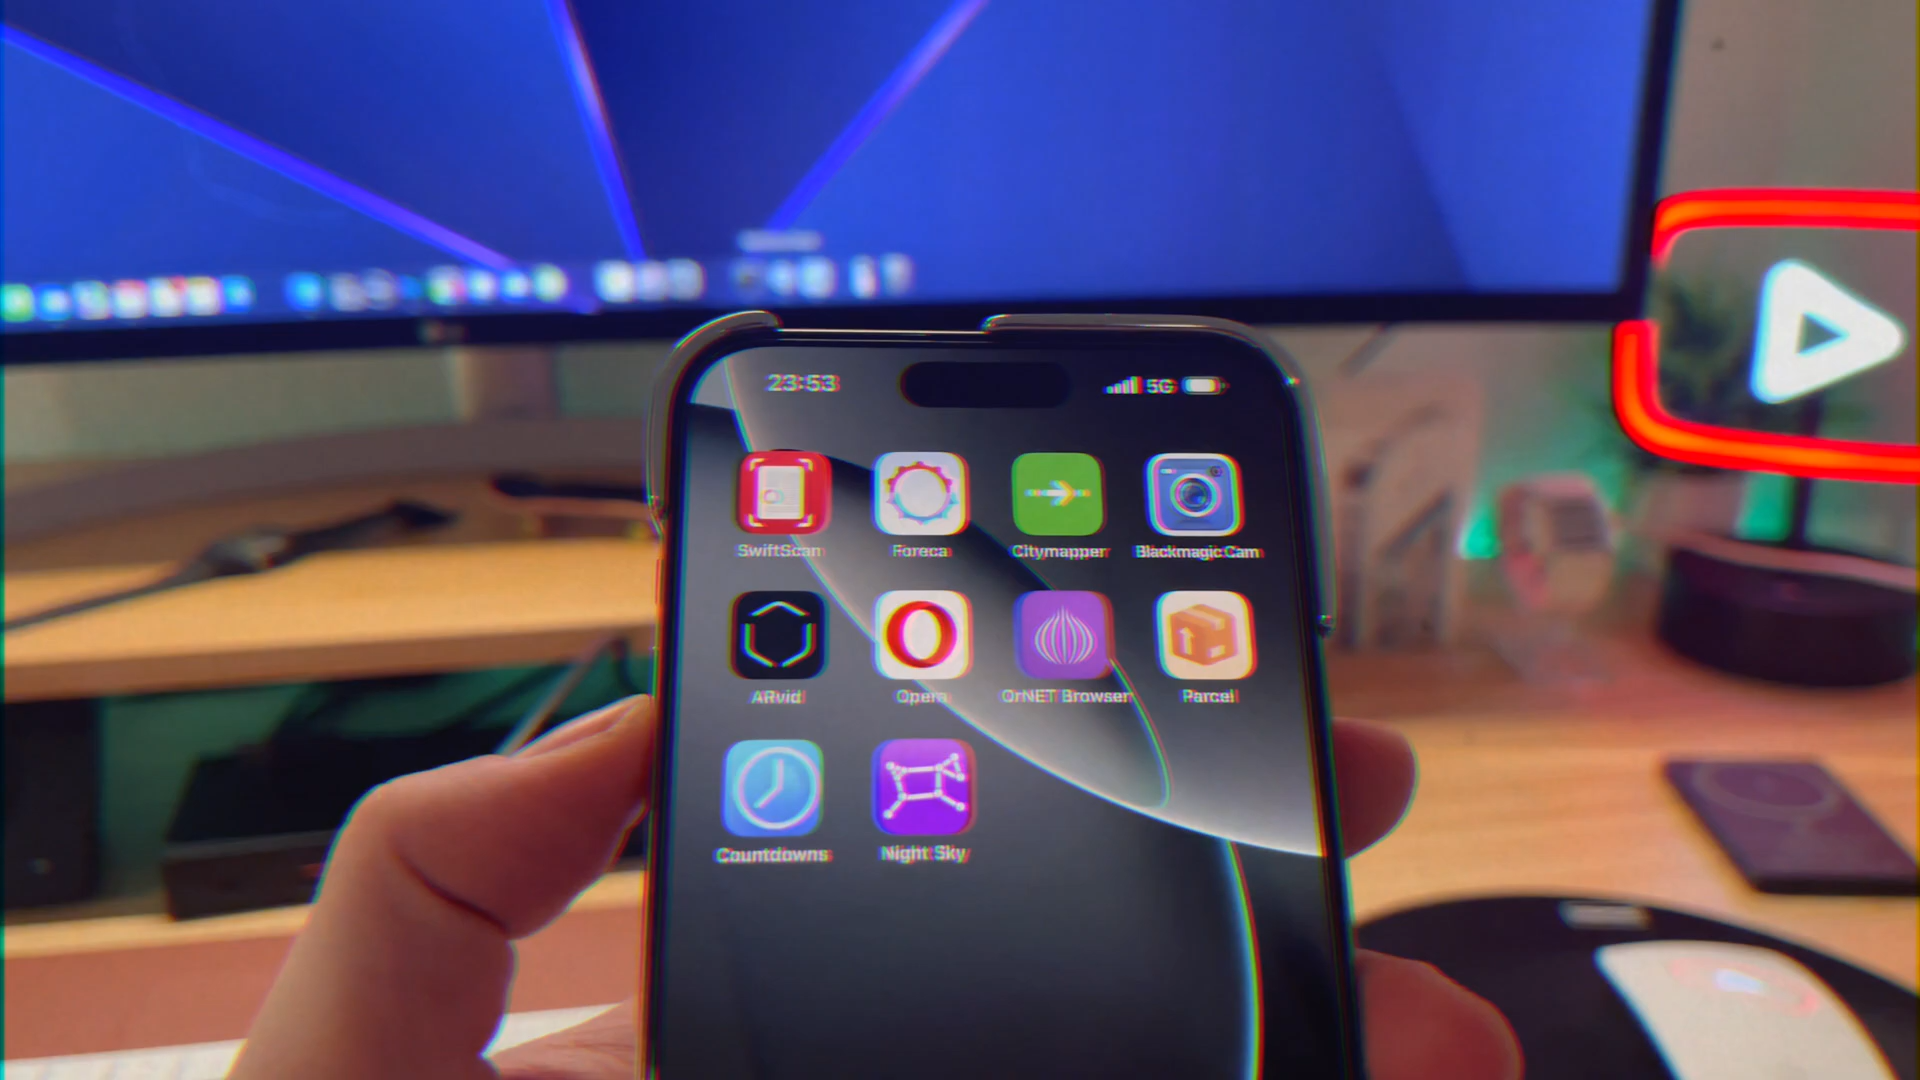 23:53 5G
SwiftScan Foreca Citymapper Blackmagic Cam
ARvid Opera OrNET Browser Parcel
Countdowns Night Sky